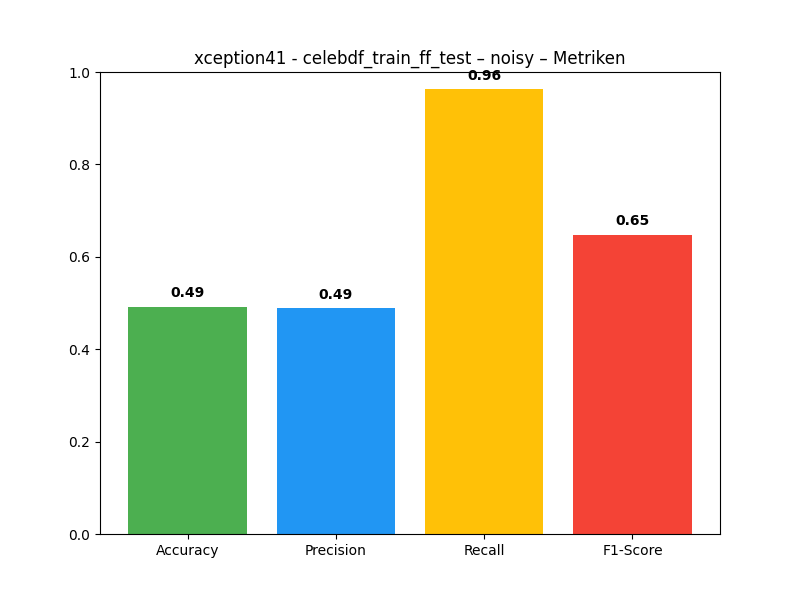 xception41 - celebdf_train_ff_test – noisy – Metriken
1.0
0.8
0.6
0.4
0.2
0.0
0.49
0.49
0.96
0.65
Accuracy
Precision
Recall
F1-Score